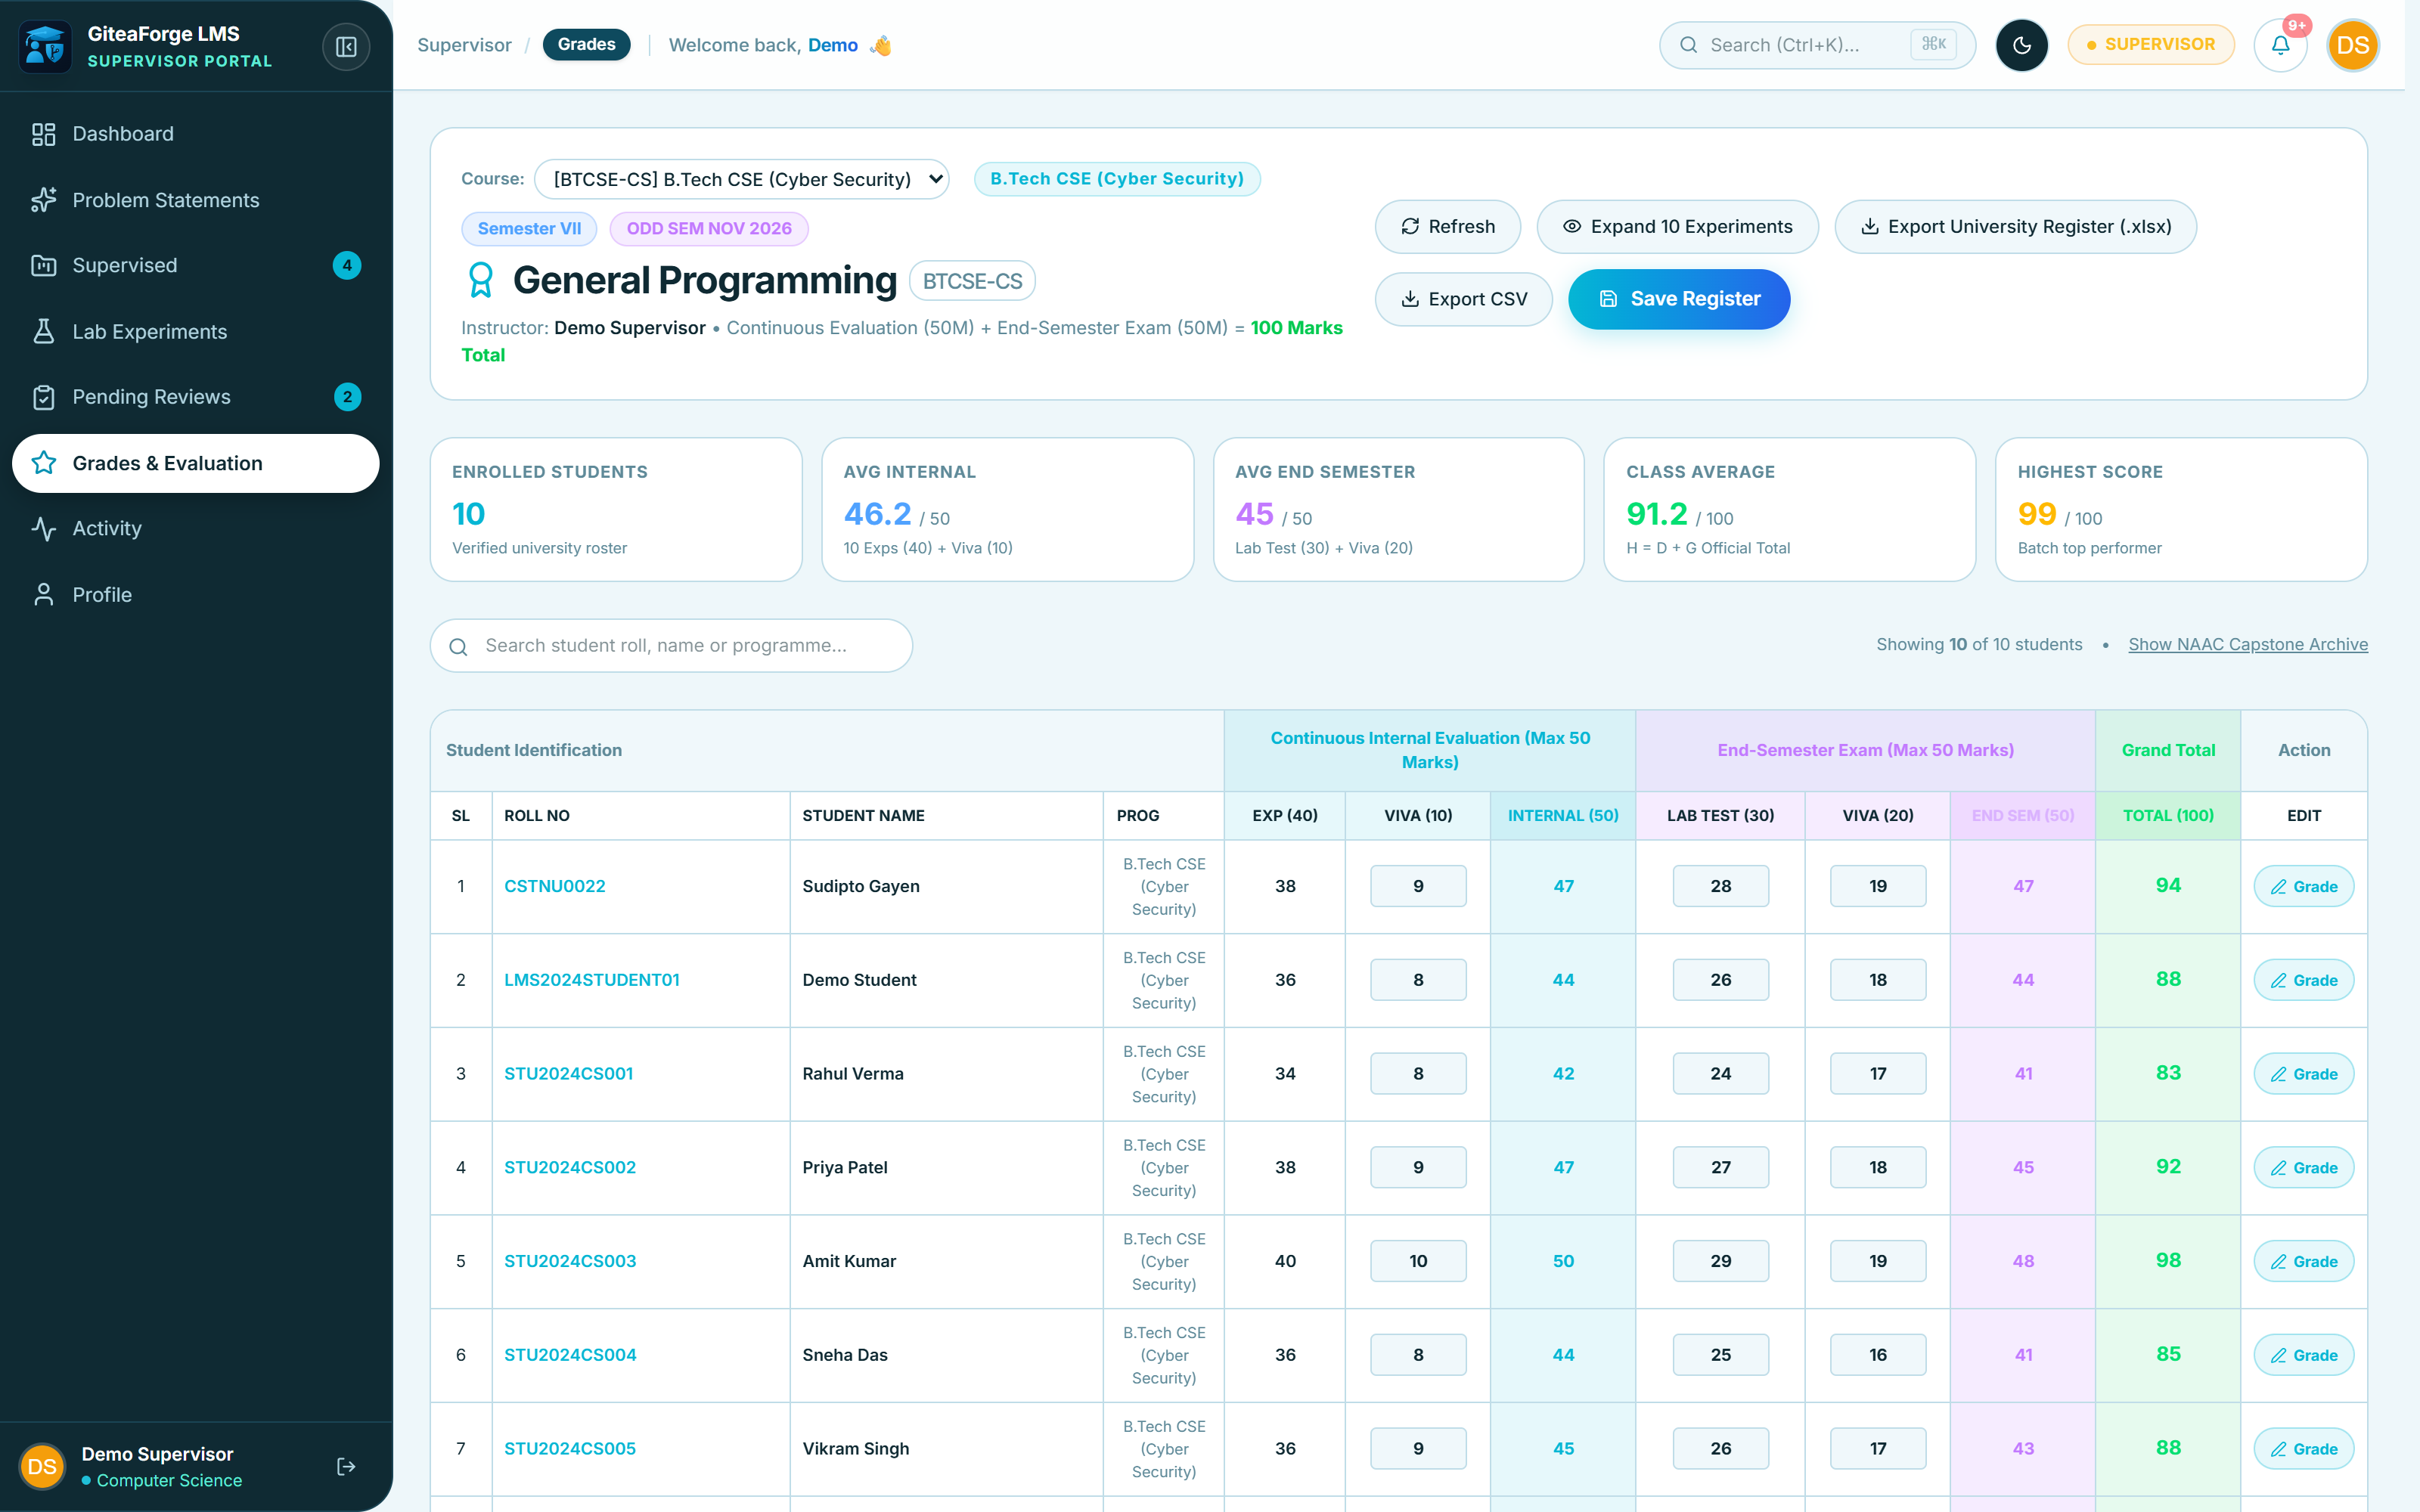 GiteaForge LMS
SUPERVISOR PORTAL
Dashboard
Problem Statements
Supervised 4
Lab Experiments
Pending Reviews 2
Grades & Evaluation
Activity
Profile
DS Demo Supervisor
Computer Science
Supervisor / Grades Welcome back, Demo 👋
Search (Ctrl+K)... ⌘K
SUPERVISOR
9+
DS
Course: [BTCSE-CS] B.Tech CSE (Cyber Security) B.Tech CSE (Cyber Security)
Semester VII ODD SEM NOV 2026
General Programming BTCSE-CS
Instructor: Demo Supervisor • Continuous Evaluation (50M) + End-Semester Exam (50M) = 100 Marks
Total
Refresh Expand 10 Experiments Export University Register (.xlsx)
Export CSV Save Register
ENROLLED STUDENTS
10
Verified university roster
AVG INTERNAL
46.2 / 50
10 Exps (40) + Viva (10)
AVG END SEMESTER
45 / 50
Lab Test (30) + Viva (20)
CLASS AVERAGE
91.2 / 100
H = D + G Official Total
HIGHEST SCORE
99 / 100
Batch top performer
Search student roll, name or programme...
Showing 10 of 10 students • Show NAAC Capstone Archive
Student Identification
Continuous Internal Evaluation (Max 50
Marks)
End-Semester Exam (Max 50 Marks)
Grand Total
Action
SL ROLL NO STUDENT NAME PROG EXP (40) VIVA (10) INTERNAL (50) LAB TEST (30) VIVA (20) END SEM (50) TOTAL (100) EDIT
1 CSTNU0022 Sudipto Gayen
B.Tech CSE
(Cyber
Security)
38 9 47 28 19 47 94 Grade
2 LMS2024STUDENT01 Demo Student
B.Tech CSE
(Cyber
Security)
36 8 44 26 18 44 88 Grade
3 STU2024CS001 Rahul Verma
B.Tech CSE
(Cyber
Security)
34 8 42 24 17 41 83 Grade
4 STU2024CS002 Priya Patel
B.Tech CSE
(Cyber
Security)
38 9 47 27 18 45 92 Grade
5 STU2024CS003 Amit Kumar
B.Tech CSE
(Cyber
Security)
40 10 50 29 19 48 98 Grade
6 STU2024CS004 Sneha Das
B.Tech CSE
(Cyber
Security)
36 8 44 25 16 41 85 Grade
7 STU2024CS005 Vikram Singh
B.Tech CSE
(Cyber
Security)
36 9 45 26 17 43 88 Grade